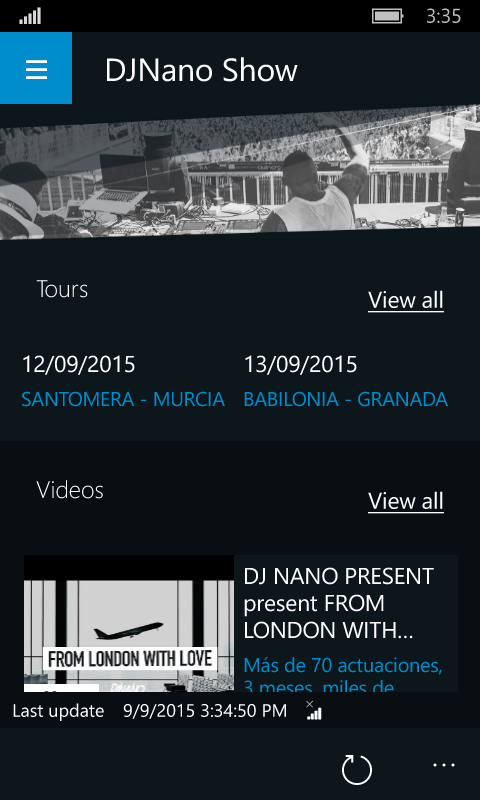 3:35
DJNano Show
Tours
View all
12/09/2015
13/09/2015
SANTOMERA - MURCIA
BABILONIA - GRANADA
Videos
View all
DJ NANO PRESENT
present FROM
LONDON WITH...
FROM LONDON WITH LOVE
Más de 70 actuaciones,
3 meses, miles de
Last update 9/9/2015 3:34:50 PM